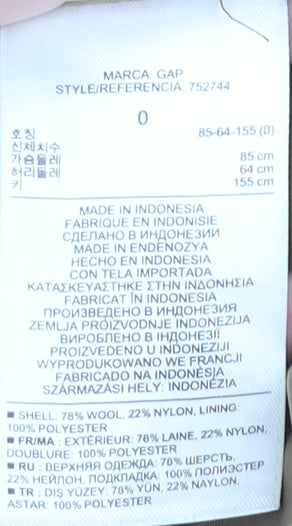 MARCA: GAP
STYLE/REFERENCIA: 752744
0
호칭 85-64-155 (0)
신체치수
가슴둘레 85 cm
허리둘레 64 cm
키 155 cm
MADE IN INDONESIA
FABRIQUE EN INDONISIE
СДЕЛАНО В ИНДОНЕЗИИ
MADE IN ENDENOZYA
HECHO EN INDONESIA
CON TELA IMPORTADA
ΚΑΤΑΣΚΕΥΑΣΤΗΚΕ ΣΤΗΝ ΙΝΔΟΝΗΣΙΑ
FABRICAT ÎN INDONESIA
ПРОИЗВЕДЕНО В ИНДОНЕЗИЯ
ZEMLJA PROIZVODNJE INDONEZIJA
ВИРОБЛЕНО В ІНДОНЕЗІЇ
PROIZVEDENO U INDONEZIJI
WYPRODUKOWANO WE FRANCJI
FABRICADO NA INDONÉSIA
SZÁRMAZÁSI HELY: INDONÉZIA
■ SHELL: 78% WOOL, 22% NYLON, LINING:
100% POLYESTER
■ FR/MA : EXTÉRIEUR: 78% LAINE, 22% NYLON,
DOUBLURE: 100% POLYESTER
■ RU : ВЕРХНЯЯ ОДЕЖДА: 78% ШЕРСТЬ,
22% НЕЙЛОН, ПОДКЛАДКА: 100% ПОЛИЭСТЕР
■ TR : DIŞ YÜZEY: 78% YÜN, 22% NAYLON,
ASTAR: 100% POLYESTER